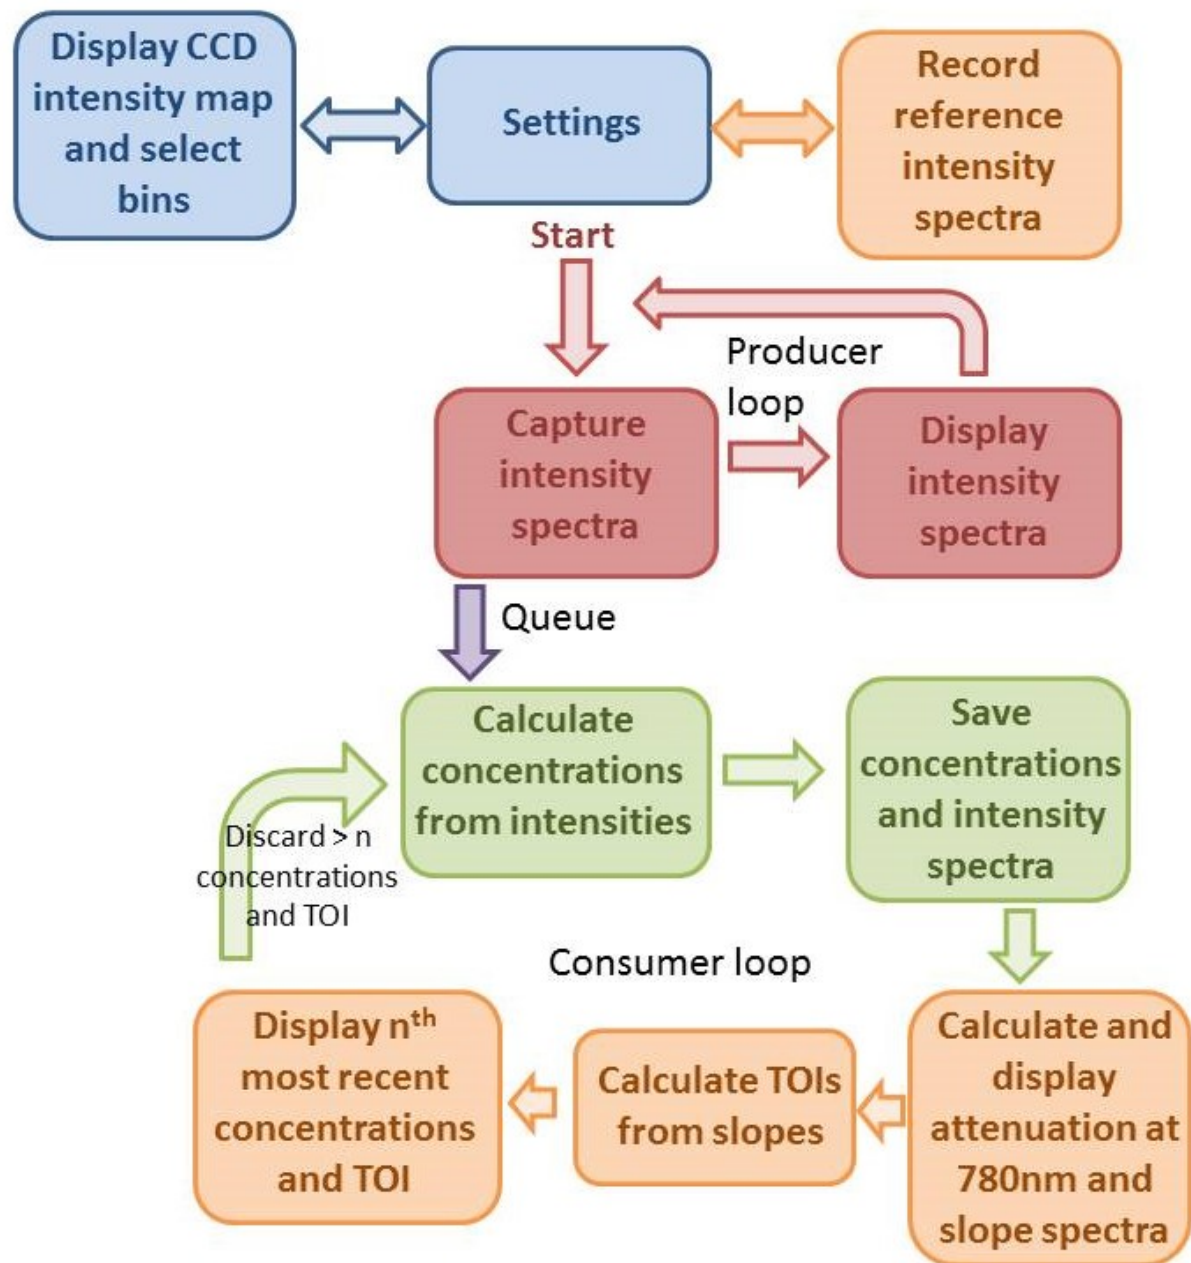 Display CCD
intensity map
and select
bins
Settings
Record
reference
intensity
spectra
Start
Producer
loop
Capture
intensity
spectra
Display
intensity
spectra
Queue
Calculate
concentrations
from intensities
Save
concentrations
and intensity
spectra
Discard > n
concentrations
and TOI
Consumer loop
Display nth
most recent
concentrations
and TOI
Calculate TOIs
from slopes
Calculate and
display
attenuation at
780nm and
slope spectra